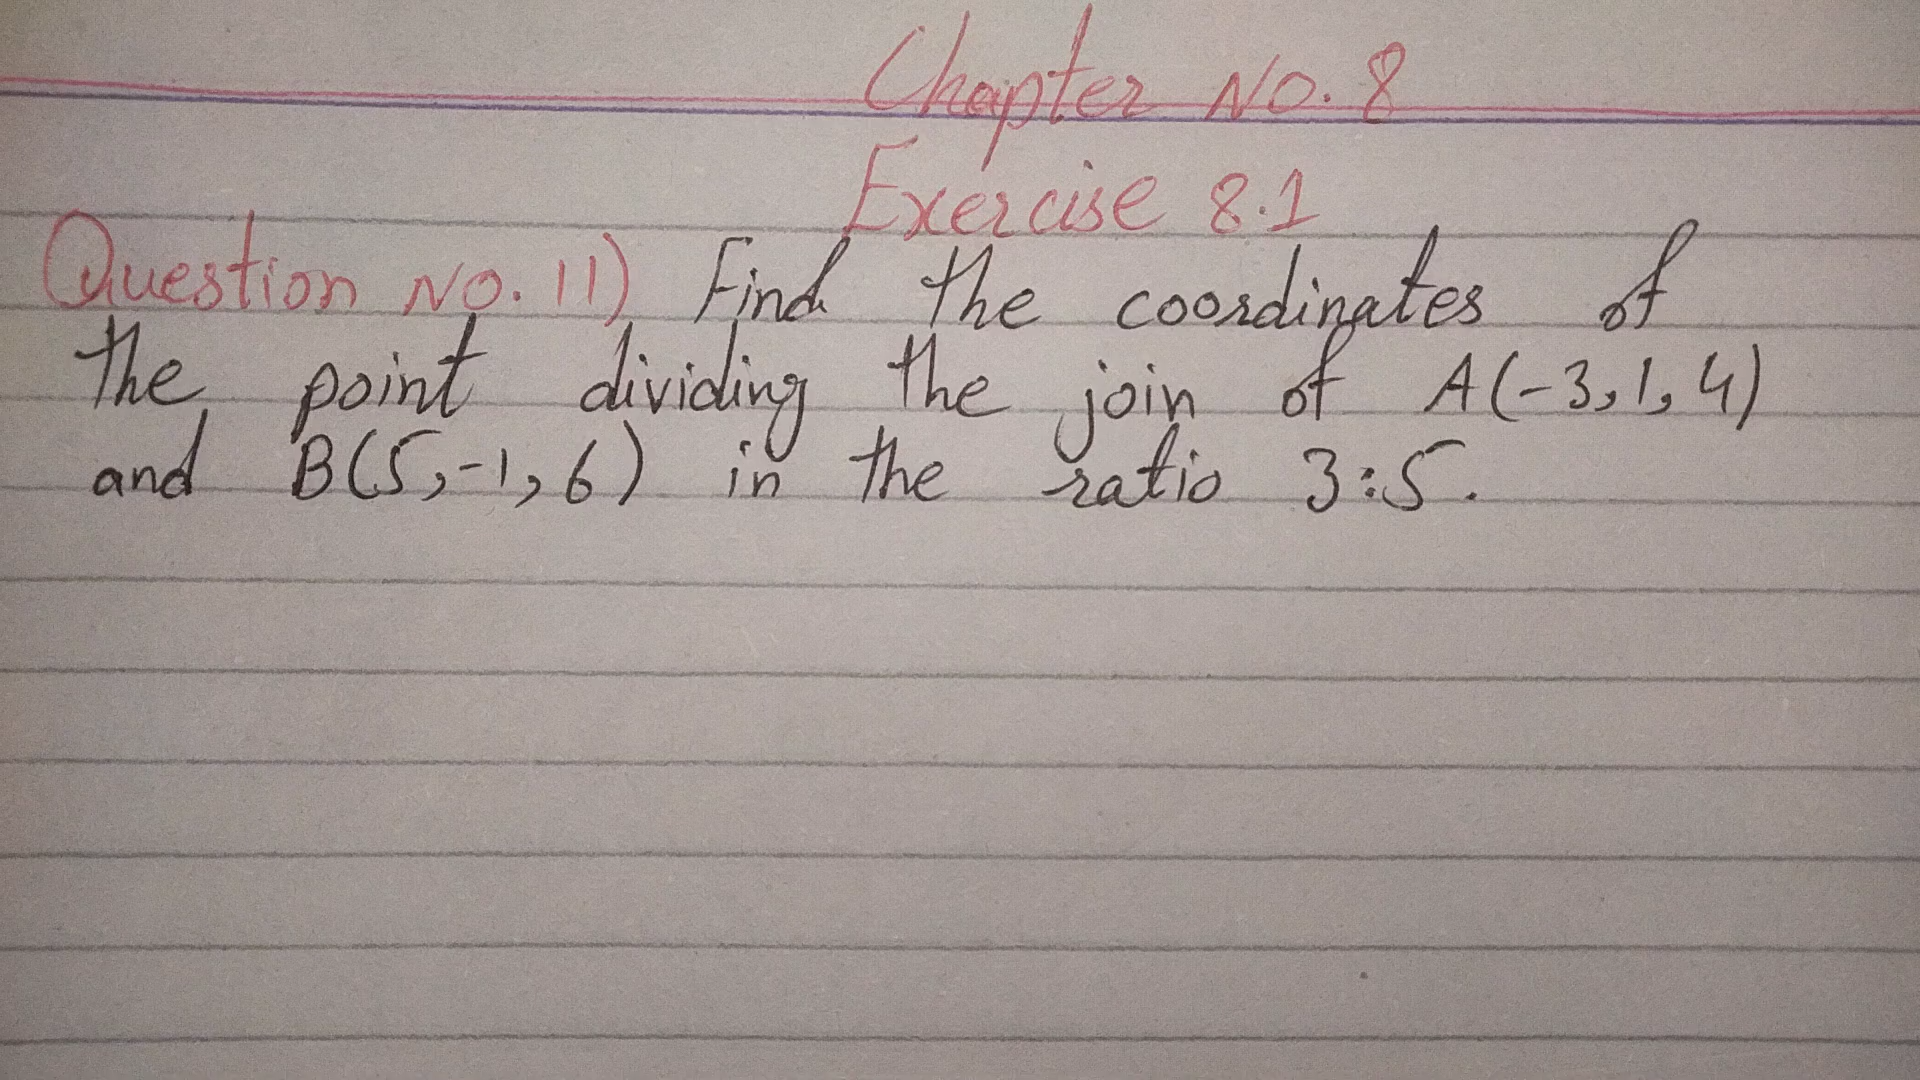 Chapter No. 8
Exercise 8.1
Question No. 11) Find the coordinates of
the point dividing the join of A(-3,1,4)
and B(5,-1,6) in the ratio 3:5.